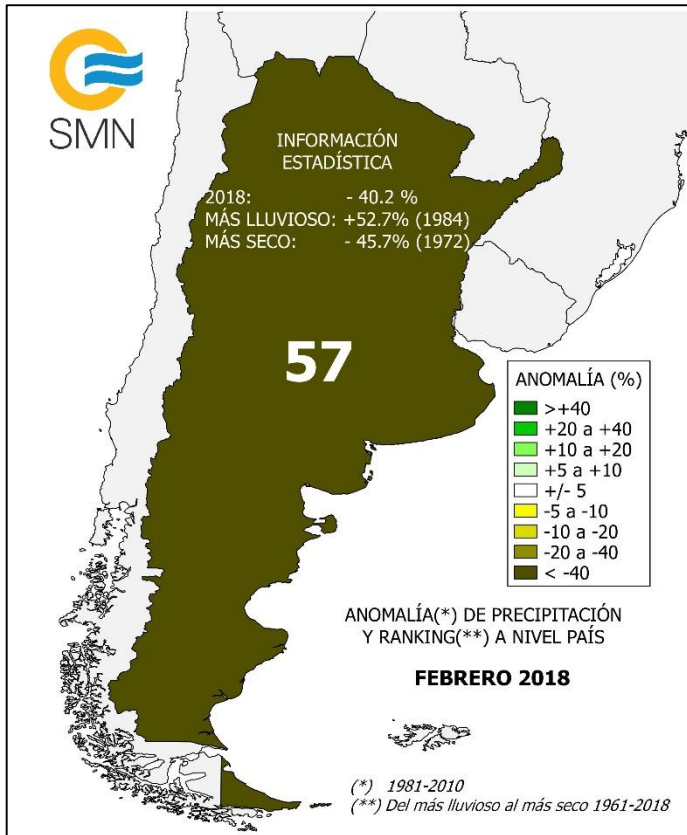 SMN
INFORMACIÓN
ESTADÍSTICA
2018: - 40.2 %
MÁS LLUVIOSO: +52.7% (1984)
MÁS SECO: - 45.7% (1972)
57
ANOMALÍA (%)
>+40
+20 a +40
+10 a +20
+5 a +10
+/- 5
-5 a -10
-10 a -20
-20 a -40
< -40
ANOMALÍA(*) DE PRECIPITACIÓN
Y RANKING(**) A NIVEL PAÍS
FEBRERO 2018
(*) 1981-2010
(**) Del más lluvioso al más seco 1961-2018